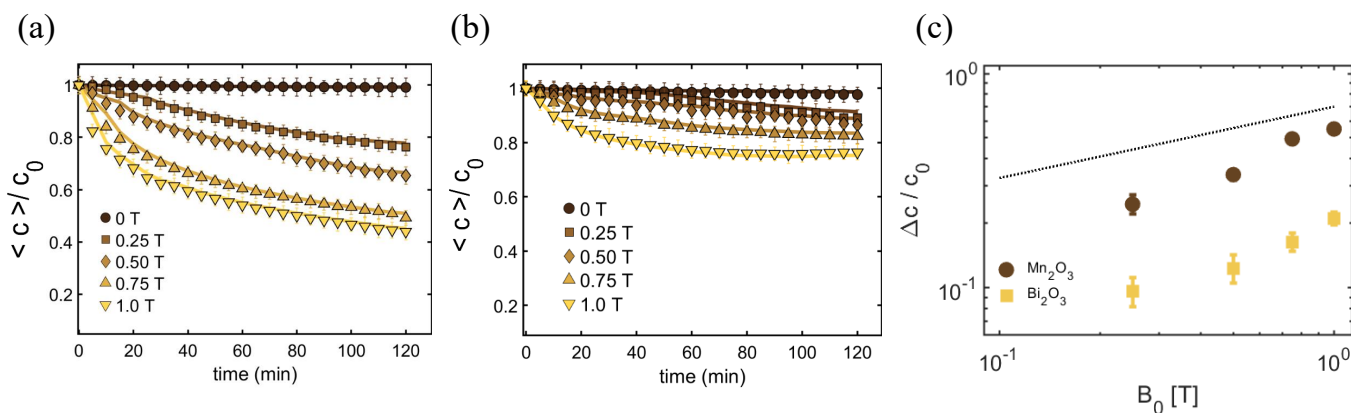 (a)
< c >/ c0
1
0.8
0.6
0.4
0.2
0 T
0.25 T
0.50 T
0.75 T
1.0 T
0 20 40 60 80 100 120
time (min)
(b)
< c >/ c0
1
0.8
0.6
0.4
0.2
0 T
0.25 T
0.50 T
0.75 T
1.0 T
0 20 40 60 80 100 120
time (min)
(c)
Δc / c0
10^0
10^-1
Mn2O3
Bi2O3
10^-1 10^0
B0 [T]